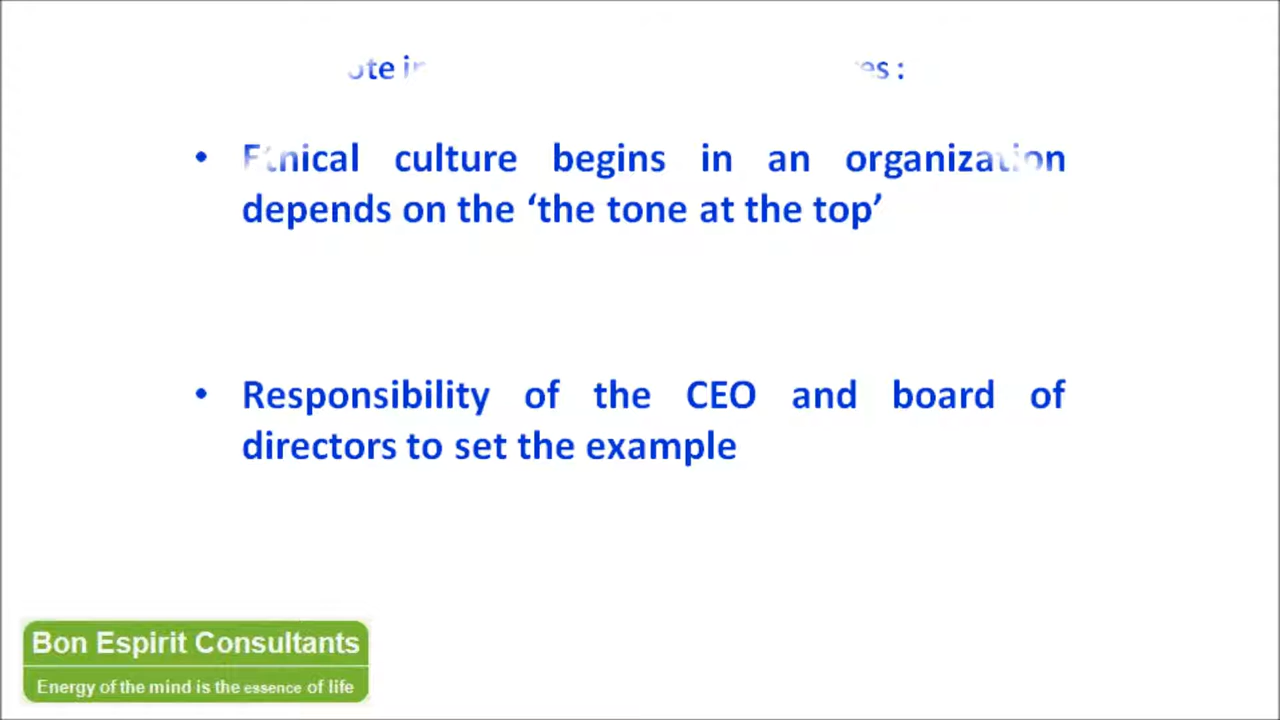 • Ethical culture begins in an organization
depends on the ‘the tone at the top’
• Responsibility of the CEO and board of
directors to set the example
Bon Espirit Consultants
Energy of the mind is the essence of life